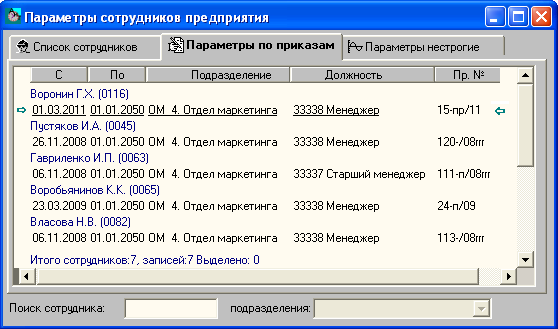 Параметры сотрудников предприятия
Список сотрудников Параметры по приказам Параметры нестрогие
С По Подразделение Должность Пр. №
Воронин Г.Х. (0116)
01.03.2011 01.01.2050 ОМ 4. Отдел маркетинга 33338 Менеджер 15-пр/11
Пустяков И.А. (0045)
26.11.2008 01.01.2050 ОМ 4. Отдел маркетинга 33338 Менеджер 120-/08rrr
Гавриленко И.П. (0063)
06.11.2008 01.01.2050 ОМ 4. Отдел маркетинга 33337 Старший менеджер 111-п/08rrr
Воробьянинов К.К. (0065)
23.03.2009 01.01.2050 ОМ 4. Отдел маркетинга 33338 Менеджер 24-п/09
Власова Н.В. (0082)
06.11.2008 01.01.2050 ОМ 4. Отдел маркетинга 33338 Менеджер 113-/08rrr
Итого сотрудников:7, записей:7 Выделено: 0
Поиск сотрудника: подразделения: